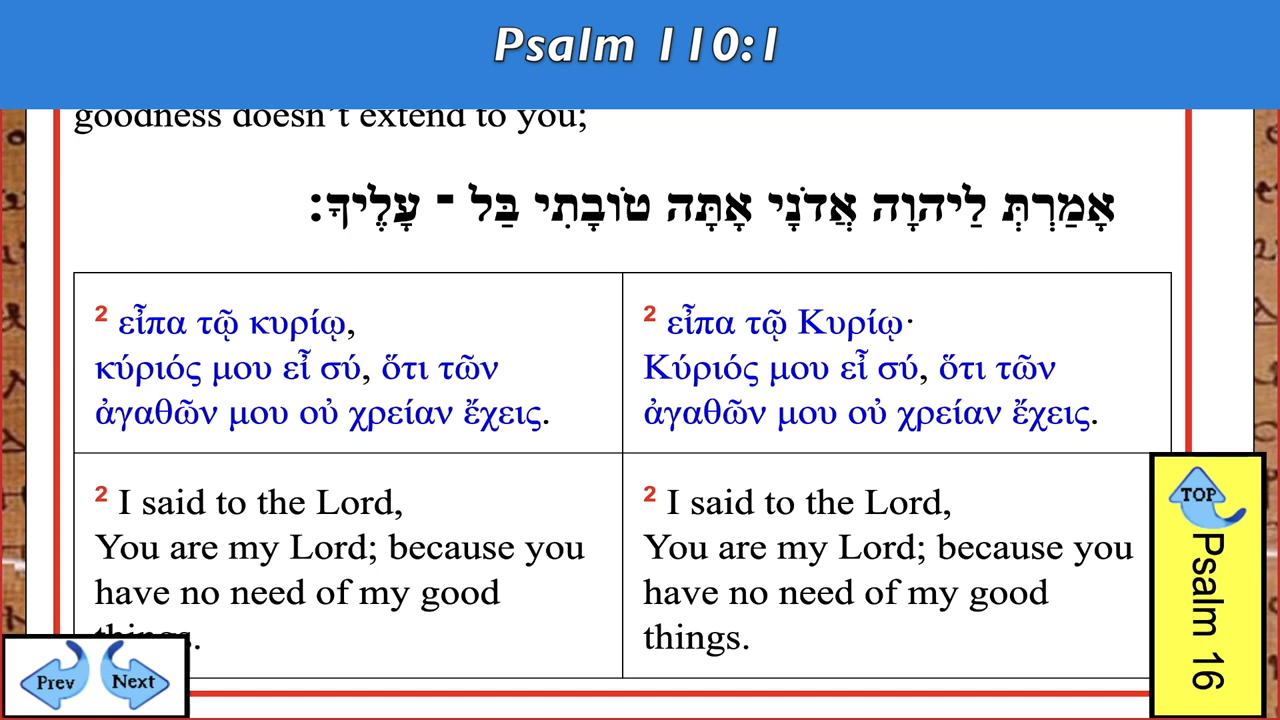 Psalm 110:1
goodness doesn't extend to you;
אָמַרְתְּ לַיהוָה אֲדֹנָי אָתָּה טוֹבָתִי בַּל ־ עָלֶיךָ׃
2 εἶπα τῷ κυρίῳ,
κύριός μου εἶ σύ, ὅτι τῶν
ἀγαθῶν μου οὐ χρείαν ἔχεις.
2 εἶπα τῷ Κυρίῳ·
Κύριός μου εἶ σύ, ὅτι τῶν
ἀγαθῶν μου οὐ χρείαν ἔχεις.
2 I said to the Lord,
You are my Lord; because you
have no need of my good
things.
2 I said to the Lord,
You are my Lord; because you
have no need of my good
things.
TOP
Psalm 16
Prev
Next